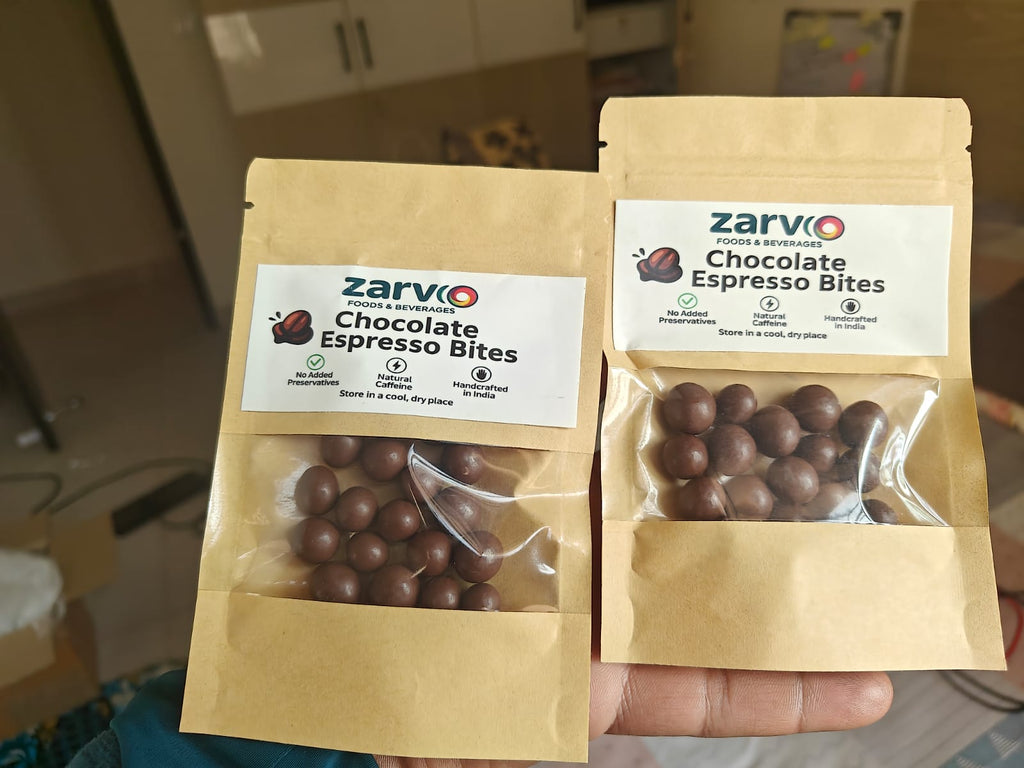 zarvo
FOODS & BEVERAGES
Chocolate
Espresso Bites
No Added
Preservatives
Natural
Caffeine
Handcrafted
in India
Store in a cool, dry place
zarvo
FOODS & BEVERAGES
Chocolate
Espresso Bites
No Added
Preservatives
Natural
Caffeine
Handcrafted
in India
Store in a cool, dry place